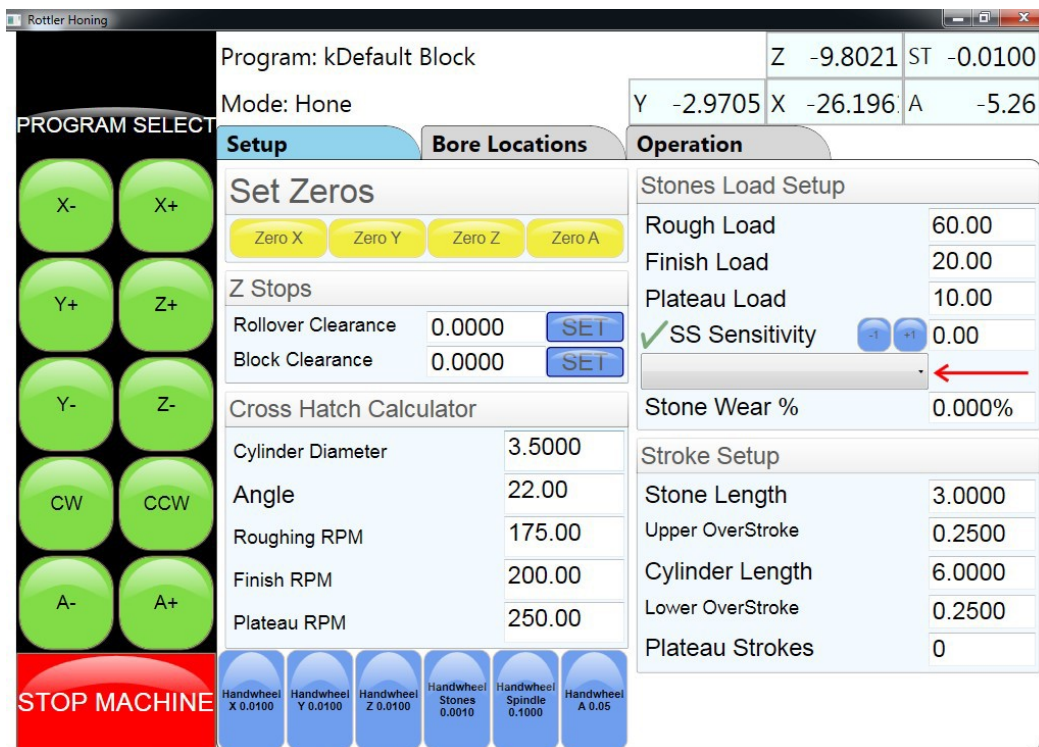 Rottler Honing
Program: kDefault Block
Z -9.8021 ST -0.0100
Mode: Hone
Y -2.9705 X -26.196 A -5.26
PROGRAM SELECT
Setup Bore Locations Operation
X- X+
Y+ Z+
Y- Z-
CW CCW
A- A+
STOP MACHINE
Set Zeros
Zero X Zero Y Zero Z Zero A
Z Stops
Rollover Clearance 0.0000 SET
Block Clearance 0.0000 SET
Cross Hatch Calculator
Cylinder Diameter 3.5000
Angle 22.00
Roughing RPM 175.00
Finish RPM 200.00
Plateau RPM 250.00
Handwheel X 0.0100
Handwheel Y 0.0100
Handwheel Z 0.0100
Handwheel Stones 0.0010
Handwheel Spindle 0.1000
Handwheel A 0.05
Stones Load Setup
Rough Load 60.00
Finish Load 20.00
Plateau Load 10.00
SS Sensitivity -1 +1 0.00
Stone Wear % 0.000%
Stroke Setup
Stone Length 3.0000
Upper OverStroke 0.2500
Cylinder Length 6.0000
Lower OverStroke 0.2500
Plateau Strokes 0